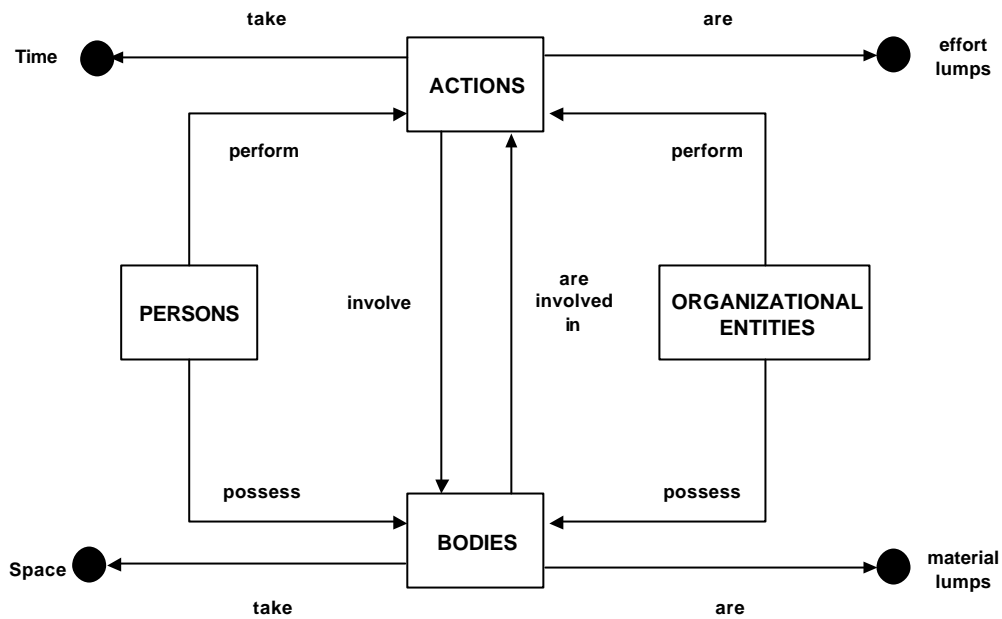 take
are
Time
effort
lumps
ACTIONS
perform
perform
PERSONS
involve
are
involved
in
ORGANIZATIONAL
ENTITIES
possess
possess
BODIES
Space
material
lumps
take
are